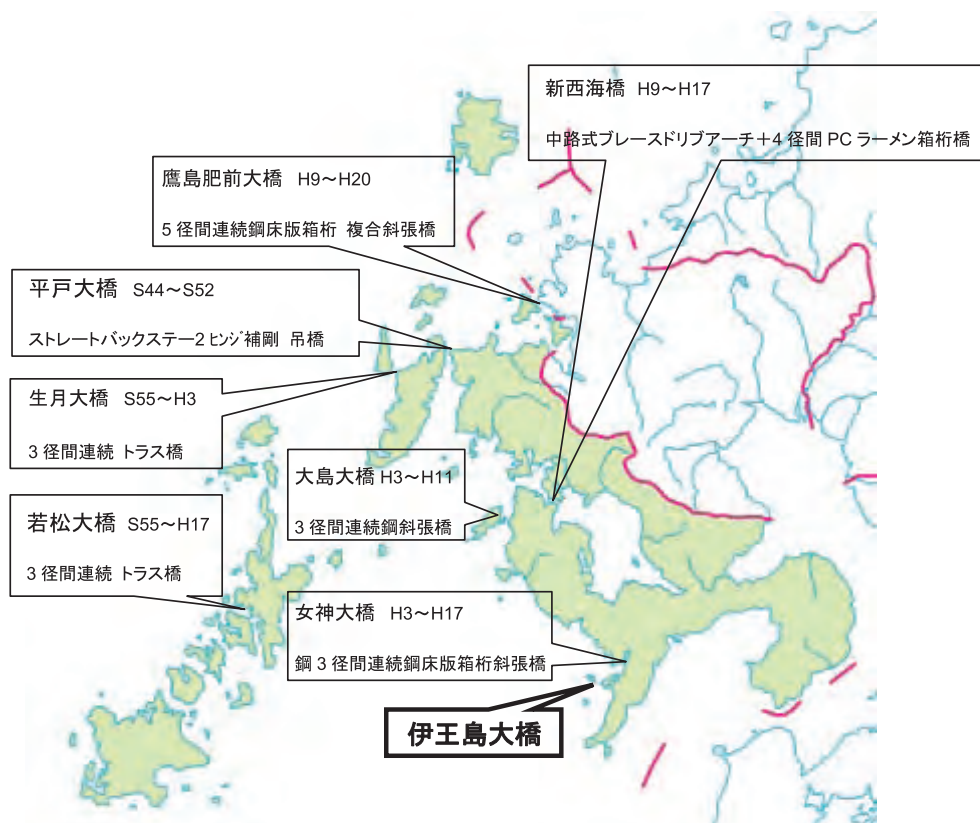 新西海橋 H9～H17
中路式ブレースドリブアーチ＋4 径間 PC ラーメン箱桁橋
鷹島肥前大橋 H9～H20
5 径間連続鋼床版箱桁 複合斜張橋
平戸大橋 S44～S52
ストレートバックステー2 ﾋﾝｼﾞ補剛 吊橋
生月大橋 S55～H3
3 径間連続 トラス橋
大島大橋 H3～H11
3 径間連続鋼斜張橋
若松大橋 S55～H17
3 径間連続 トラス橋
女神大橋 H3～H17
鋼 3 径間連続鋼床版箱桁斜張橋
伊王島大橋